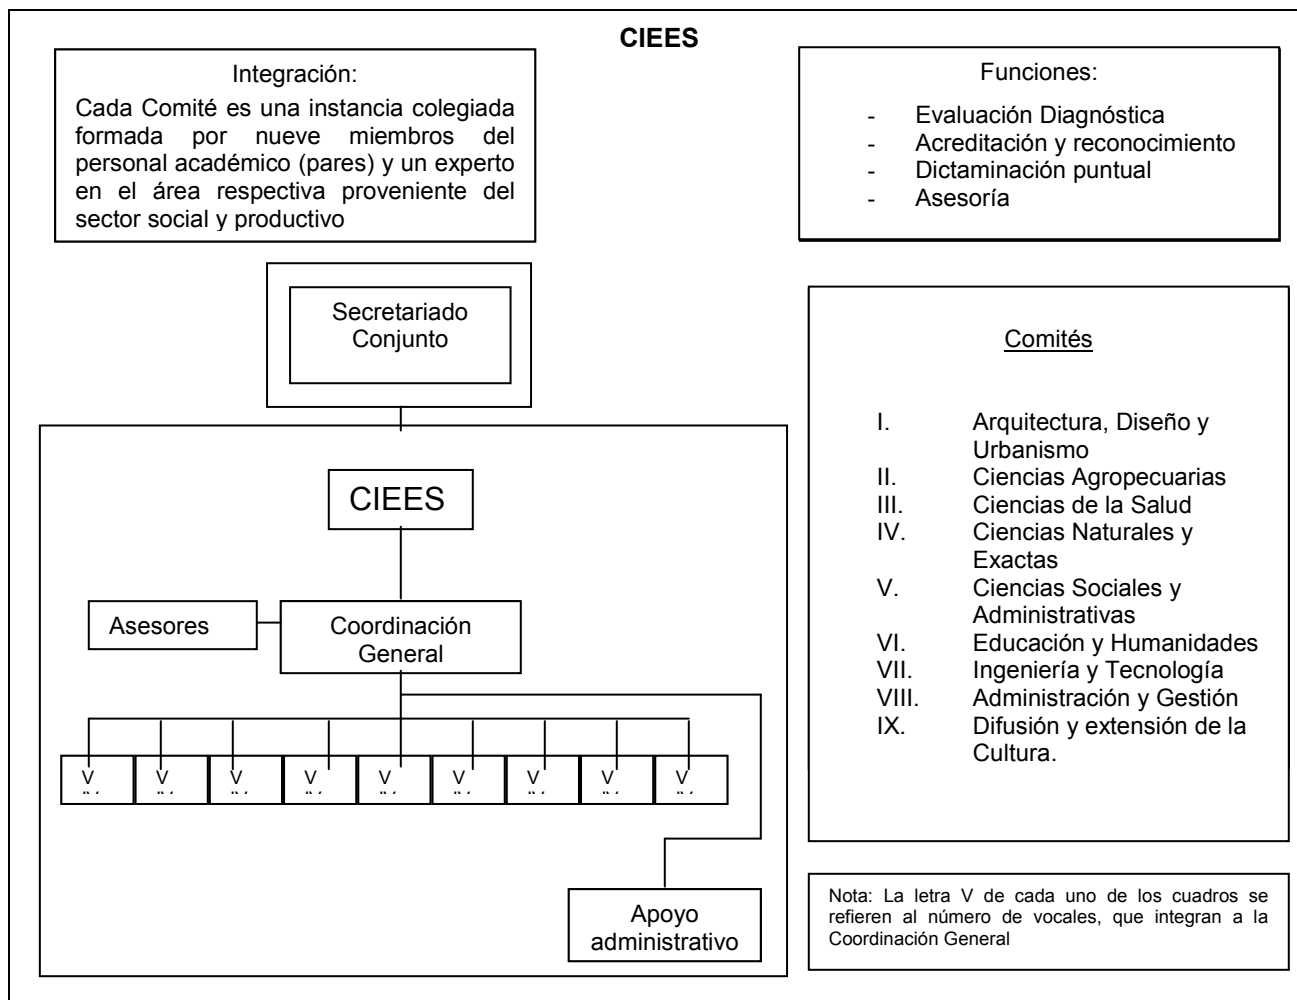 CIEES
Integración:
Cada Comité es una instancia colegiada
formada por nueve miembros del
personal académico (pares) y un experto
en el área respectiva proveniente del
sector social y productivo
Funciones:
- Evaluación Diagnóstica
- Acreditación y reconocimiento
- Dictaminación puntual
- Asesoría
Secretariado
Conjunto
CIEES
Asesores
Coordinación
General
V V V V V V V V V
Apoyo
administrativo
Comités
I. Arquitectura, Diseño y
Urbanismo
II. Ciencias Agropecuarias
III. Ciencias de la Salud
IV. Ciencias Naturales y
Exactas
V. Ciencias Sociales y
Administrativas
VI. Educación y Humanidades
VII. Ingeniería y Tecnología
VIII. Administración y Gestión
IX. Difusión y extensión de la
Cultura.
Nota: La letra V de cada uno de los cuadros se
refieren al número de vocales, que integran a la
Coordinación General